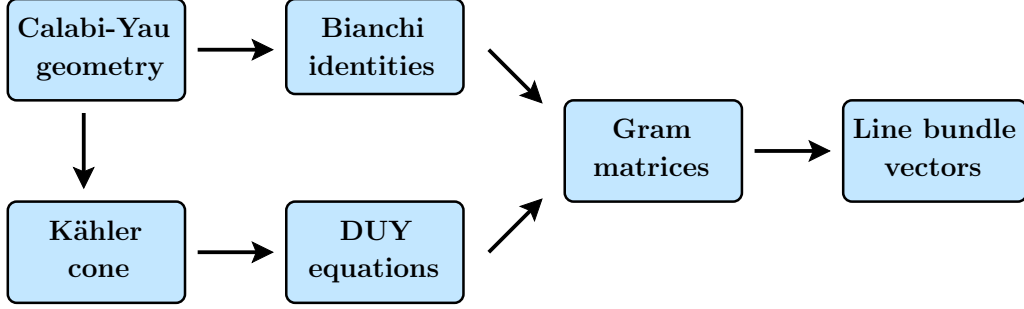 Calabi-Yau
geometry
Bianchi
identities
Gram
matrices
Line bundle
vectors
Kähler
cone
DUY
equations